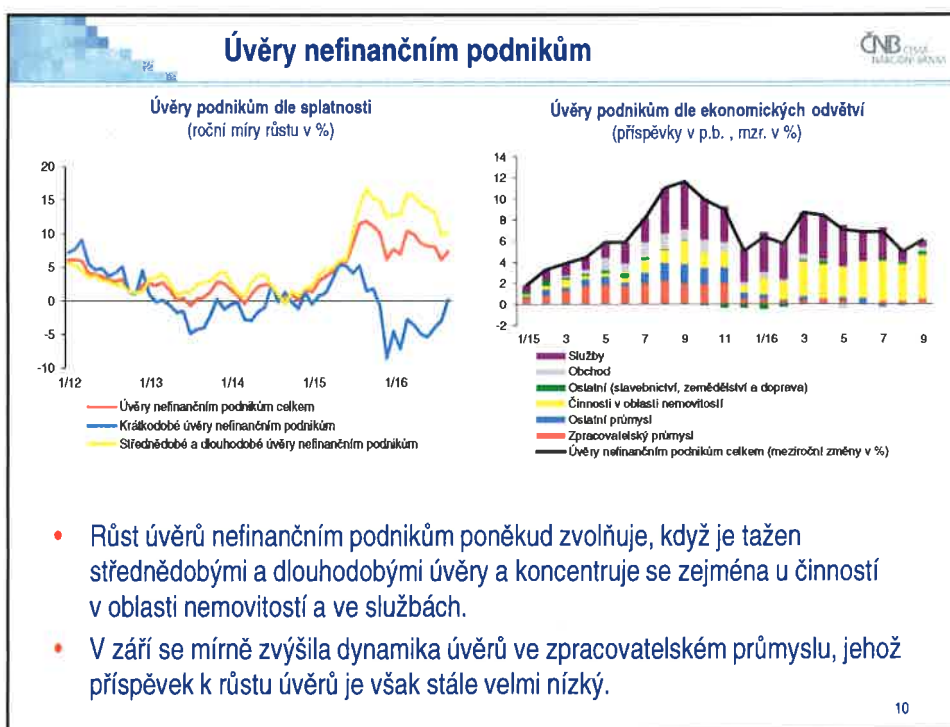 Úvěry nefinančním podnikům
ČNB ČESKÁ
NÁRODNÍ BANKA
Úvěry podnikům dle splatnosti
(roční míry růstu v %)
20
15
10
5
0
-5
-10
1/12
1/13
1/14
1/15
1/16
Úvěry nefinančním podnikům celkem
Krátkodobé úvěry nefinančním podnikům
Střednědobé a dlouhodobé úvěry nefinančním podnikům
Úvěry podnikům dle ekonomických odvětví
(příspěvky v p.b. , mzr. v %)
14
12
10
8
6
4
2
0
-2
1/15
3
5
7
9
11
1/16
3
5
7
9
Služby
Obchod
Ostatní (stavebnictví, zemědělství a doprava)
Činnosti v oblasti nemovitostí
Ostatní průmysl
Zpracovatelský průmysl
Úvěry nefinančním podnikům celkem (meziroční změny v %)
• Růst úvěrů nefinančním podnikům poněkud zvolňuje, když je tažen
střednědobými a dlouhodobými úvěry a koncentruje se zejména u činností
v oblasti nemovitostí a ve službách.
• V září se mírně zvýšila dynamika úvěrů ve zpracovatelském průmyslu, jehož
příspěvek k růstu úvěrů je však stále velmi nízký.
10